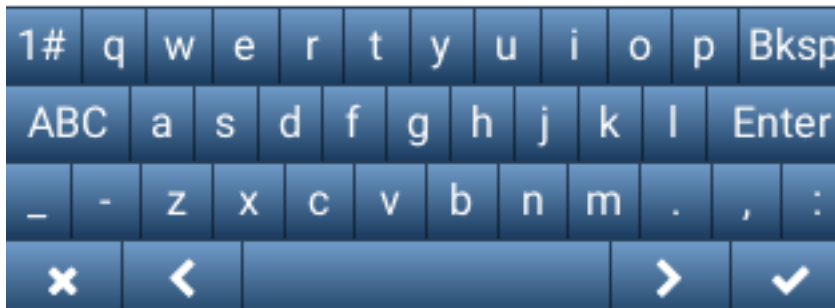 1# q w e r t y u i o p Bksp
ABC a s d f g h j k l Enter
_ - z x c v b n m . , :